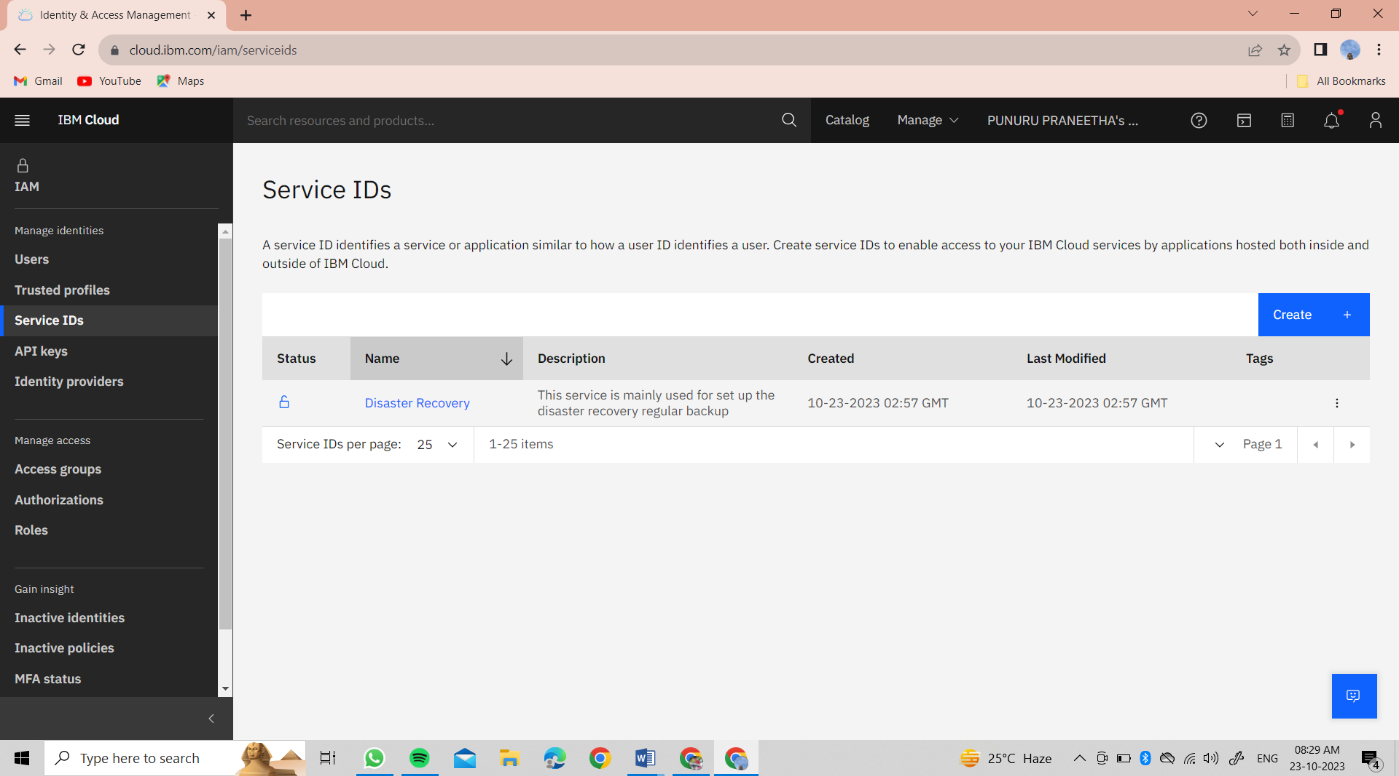 Identity & Access Management
cloud.ibm.com/iam/serviceids
Gmail YouTube Maps All Bookmarks
IBM Cloud Search resources and products... Catalog Manage PUNURU PRANEETHA's ...
IAM
Manage identities
Users
Trusted profiles
Service IDs
API keys
Identity providers
Manage access
Access groups
Authorizations
Roles
Gain insight
Inactive identities
Inactive policies
MFA status
Service IDs
A service ID identifies a service or application similar to how a user ID identifies a user. Create service IDs to enable access to your IBM Cloud services by applications hosted both inside and
outside of IBM Cloud.
Create +
Status Name Description Created Last Modified Tags
Disaster Recovery This service is mainly used for set up the 10-23-2023 02:57 GMT 10-23-2023 02:57 GMT
disaster recovery regular backup
Service IDs per page: 25 1-25 items Page 1
Type here to search 25°C Haze ENG 08:29 AM
23-10-2023 4